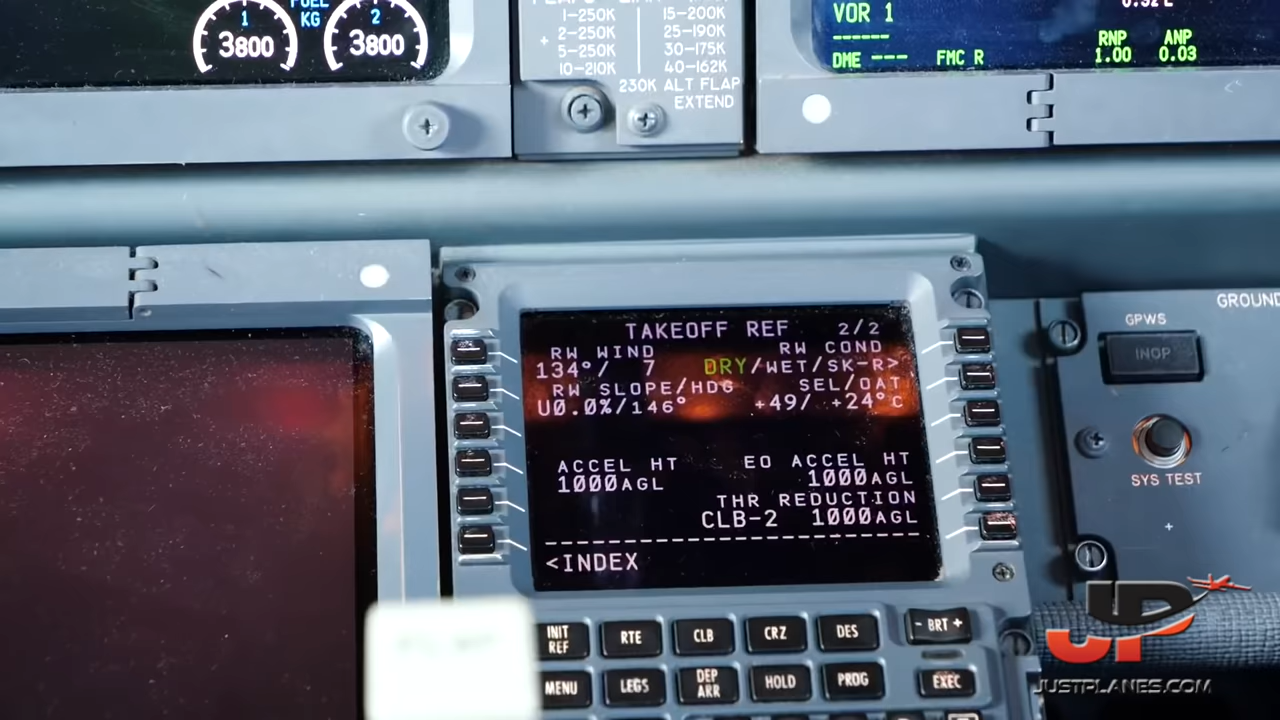 FUEL
KG
1
3800
2
3800
1-250K 15-200K
2-250K 25-190K
5-250K 30-175K
10-210K 40-162K
230K ALT FLAP
EXTEND
VOR 1
------
DME --- FMC R
RNP ANP
1.00 0.03
TAKEOFF REF 2/2
RW WIND RW COND
134°/ 7 DRY/WET/SK-R>
RW SLOPE/HDG SEL/OAT
U0.0%/146° +49/ +24°C
ACCEL HT EO ACCEL HT
1000AGL 1000AGL
THR REDUCTION
CLB-2 1000AGL
<INDEX
INIT REF
RTE
CLB
CRZ
DES
- BRT +
MENU
LEGS
DEP ARR
HOLD
PROG
EXEC
GROUND
GPWS
INOP
SYS TEST
JP
JUSTPLANES.COM